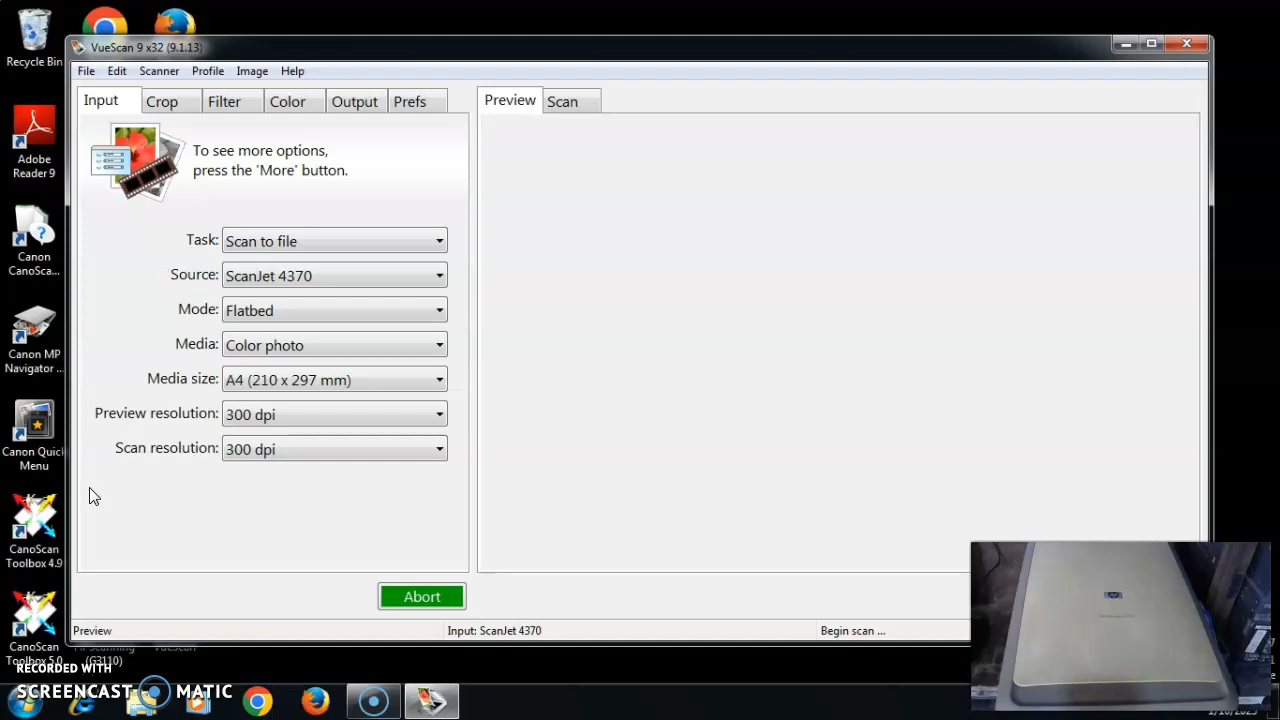 Recycle Bin
VueScan 9 x32 (9.1.13)
File Edit Scanner Profile Image Help
Input Crop Filter Color Output Prefs
Preview Scan
To see more options,
press the 'More' button.
Adobe
Reader 9
Task: Scan to file
Source: ScanJet 4370
Mode: Flatbed
Media: Color photo
Media size: A4 (210 x 297 mm)
Preview resolution: 300 dpi
Scan resolution: 300 dpi
Canon
CanoScan...
Canon MP
Navigator ...
Canon Quick
Menu
CanoScan
Toolbox 4.9
Abort
Preview
Input: ScanJet 4370
Begin scan ...
CanoScan
Toolbox 5.0
(G3110)
RECORDED WITH
SCREENCAST MATIC
hp